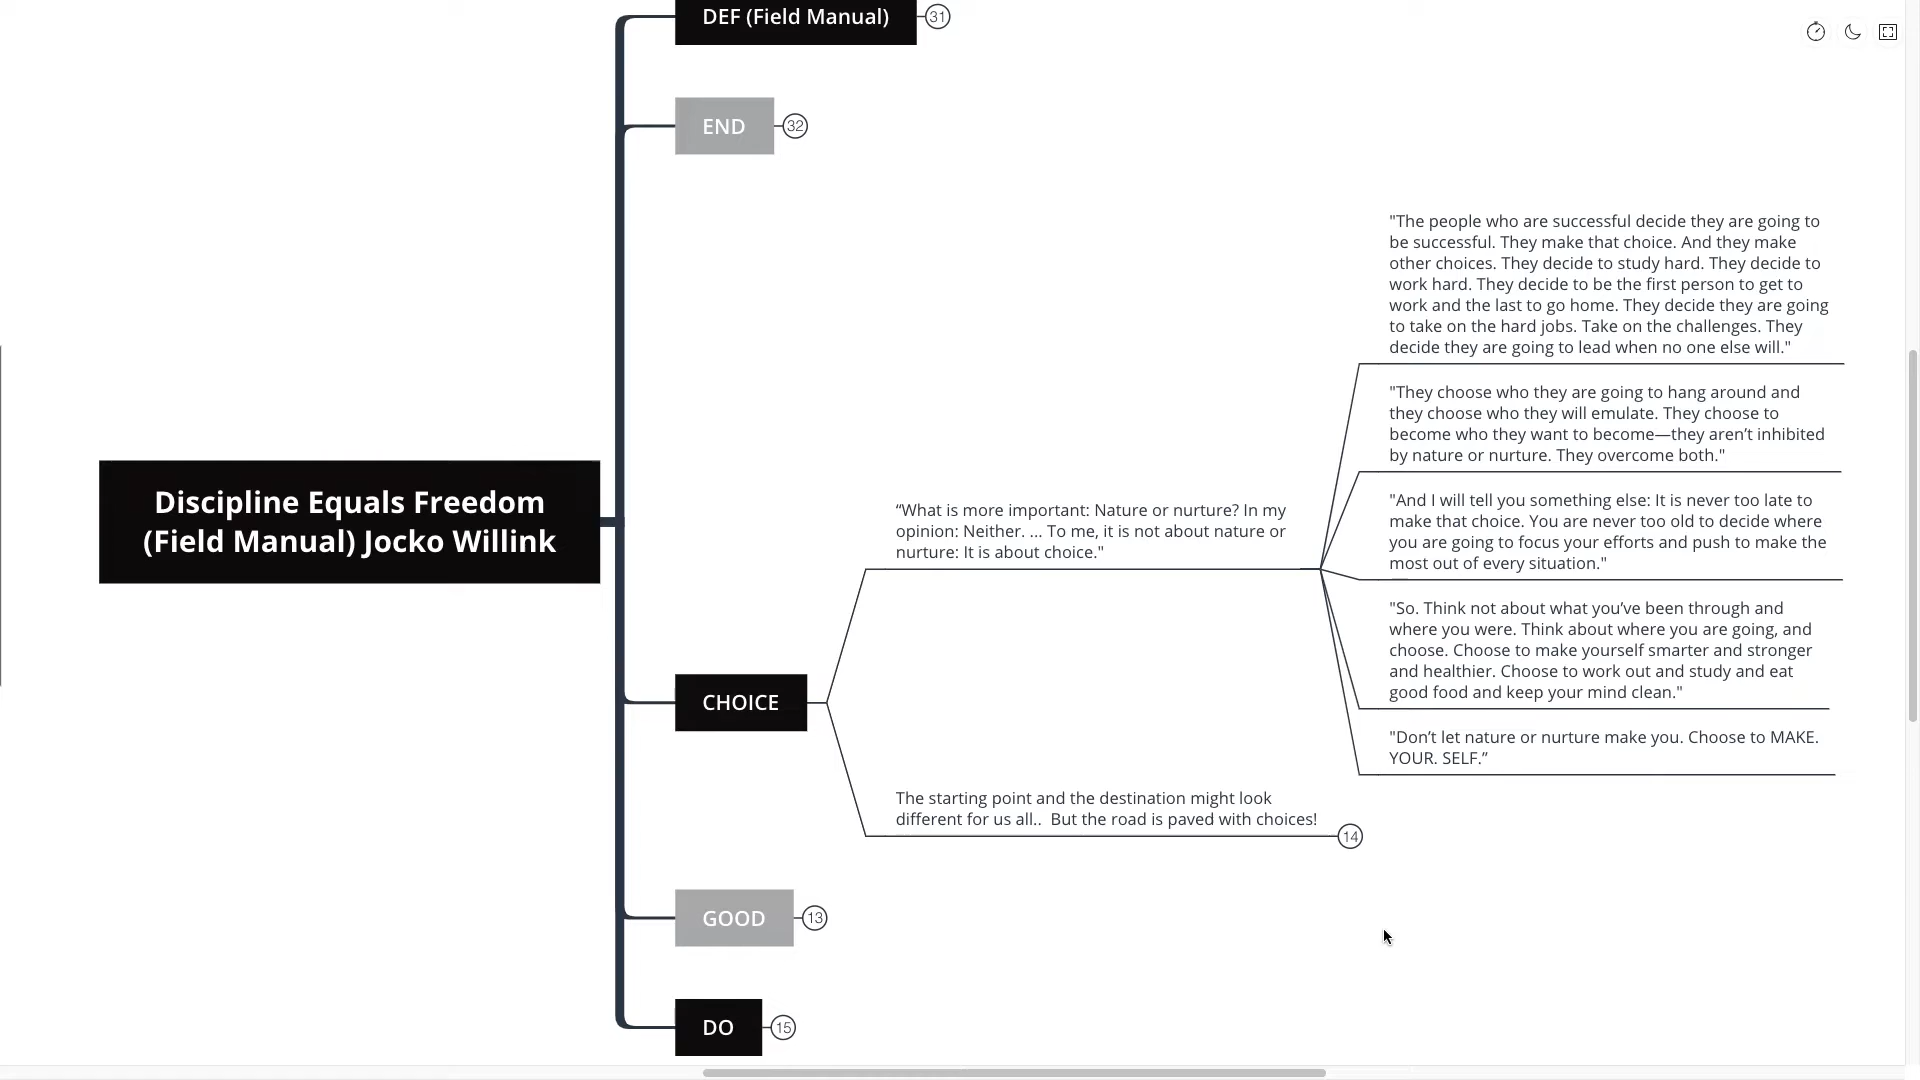 DEF (Field Manual)
31
END
32
Discipline Equals Freedom
(Field Manual) Jocko Willink
CHOICE
“What is more important: Nature or nurture? In my
opinion: Neither. ... To me, it is not about nature or
nurture: It is about choice."
"The people who are successful decide they are going to
be successful. They make that choice. And they make
other choices. They decide to study hard. They decide to
work hard. They decide to be the first person to get to
work and the last to go home. They decide they are going
to take on the hard jobs. Take on the challenges. They
decide they are going to lead when no one else will."
"They choose who they are going to hang around and
they choose who they will emulate. They choose to
become who they want to become—they aren’t inhibited
by nature or nurture. They overcome both."
"And I will tell you something else: It is never too late to
make that choice. You are never too old to decide where
you are going to focus your efforts and push to make the
most out of every situation."
"So. Think not about what you’ve been through and
where you were. Think about where you are going, and
choose. Choose to make yourself smarter and stronger
and healthier. Choose to work out and study and eat
good food and keep your mind clean."
"Don’t let nature or nurture make you. Choose to MAKE.
YOUR. SELF.”
The starting point and the destination might look
different for us all..  But the road is paved with choices!
14
GOOD
13
DO
15